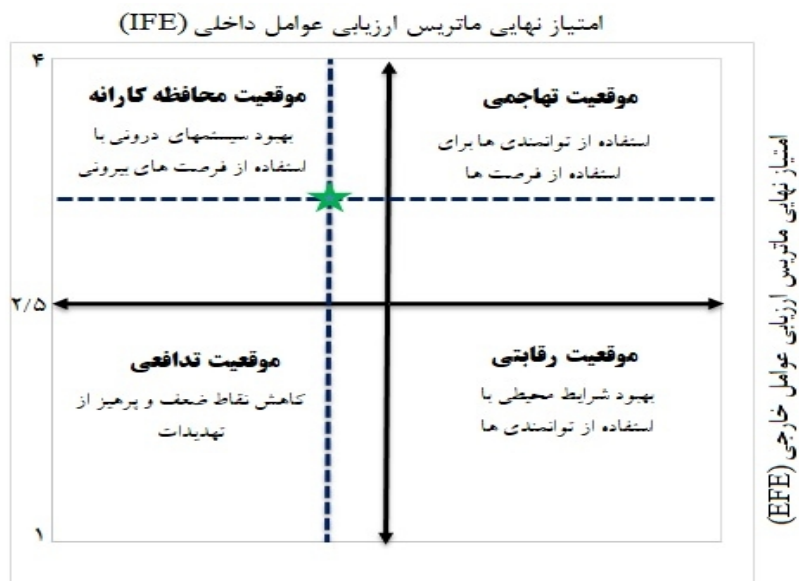 امتیاز نهایی ماتریس ارزیابی عوامل داخلی (IFE)
۴
موقعیت تهاجمی
استفاده از توانمندی ها برای
استفاده از فرصت ها
موقعیت محافظه کارانه
بهبود سیستمهای درونی با
استفاده از فرصت های بیرونی
۲/۵
موقعیت رقابتی
بهبود شرایط محیطی با
استفاده از توانمندی ها
موقعیت تدافعی
کاهش نقاط ضعف و پرهیز از
تهدیدات
۱
امتیاز نهایی ماتریس ارزیابی عوامل خارجی (EFE)